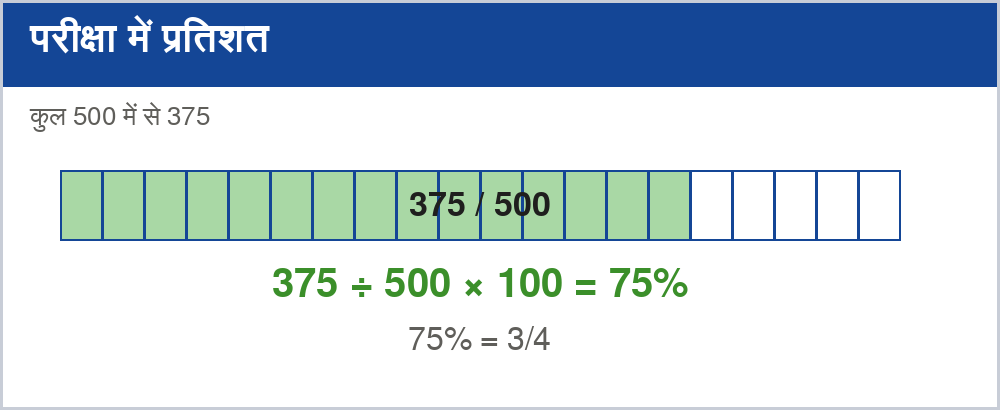 परीक्षा में प्रतिशत
कुल 500 में से 375
375 / 500
375 ÷ 500 × 100 = 75%
75% = 3/4